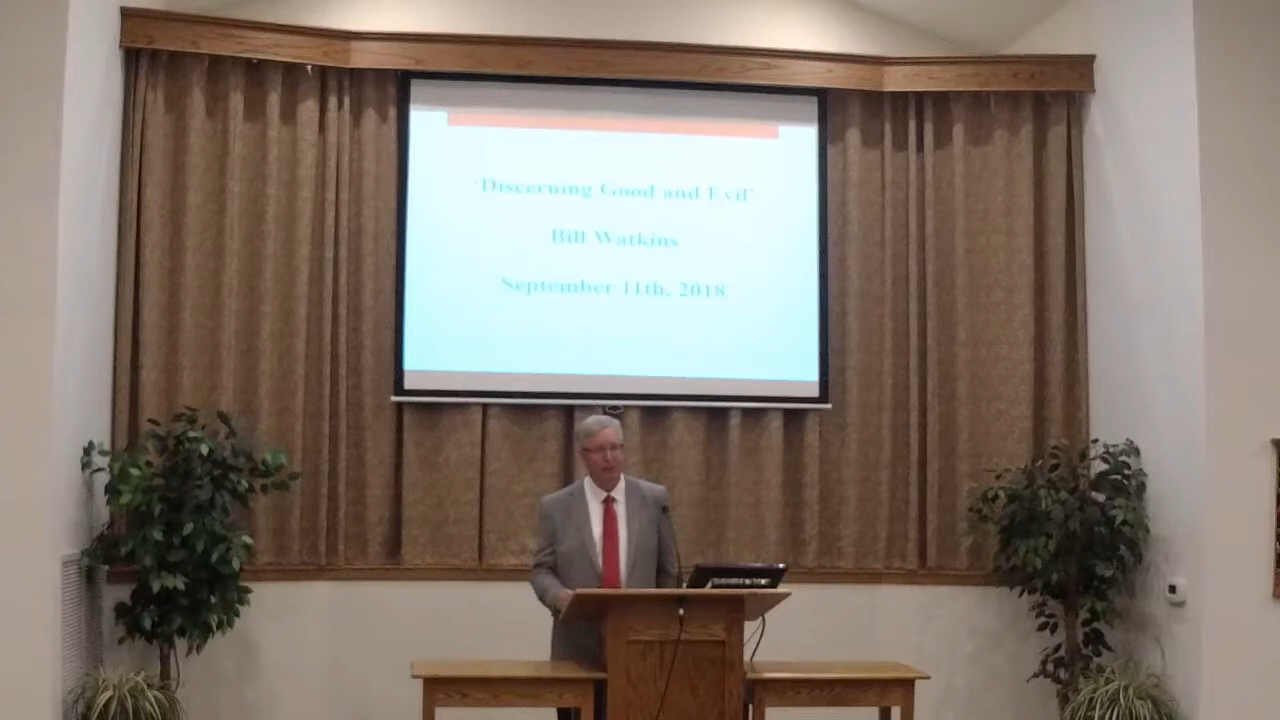 ‘Discerning Good and Evil’
Bill Watkins
September 11th, 2018